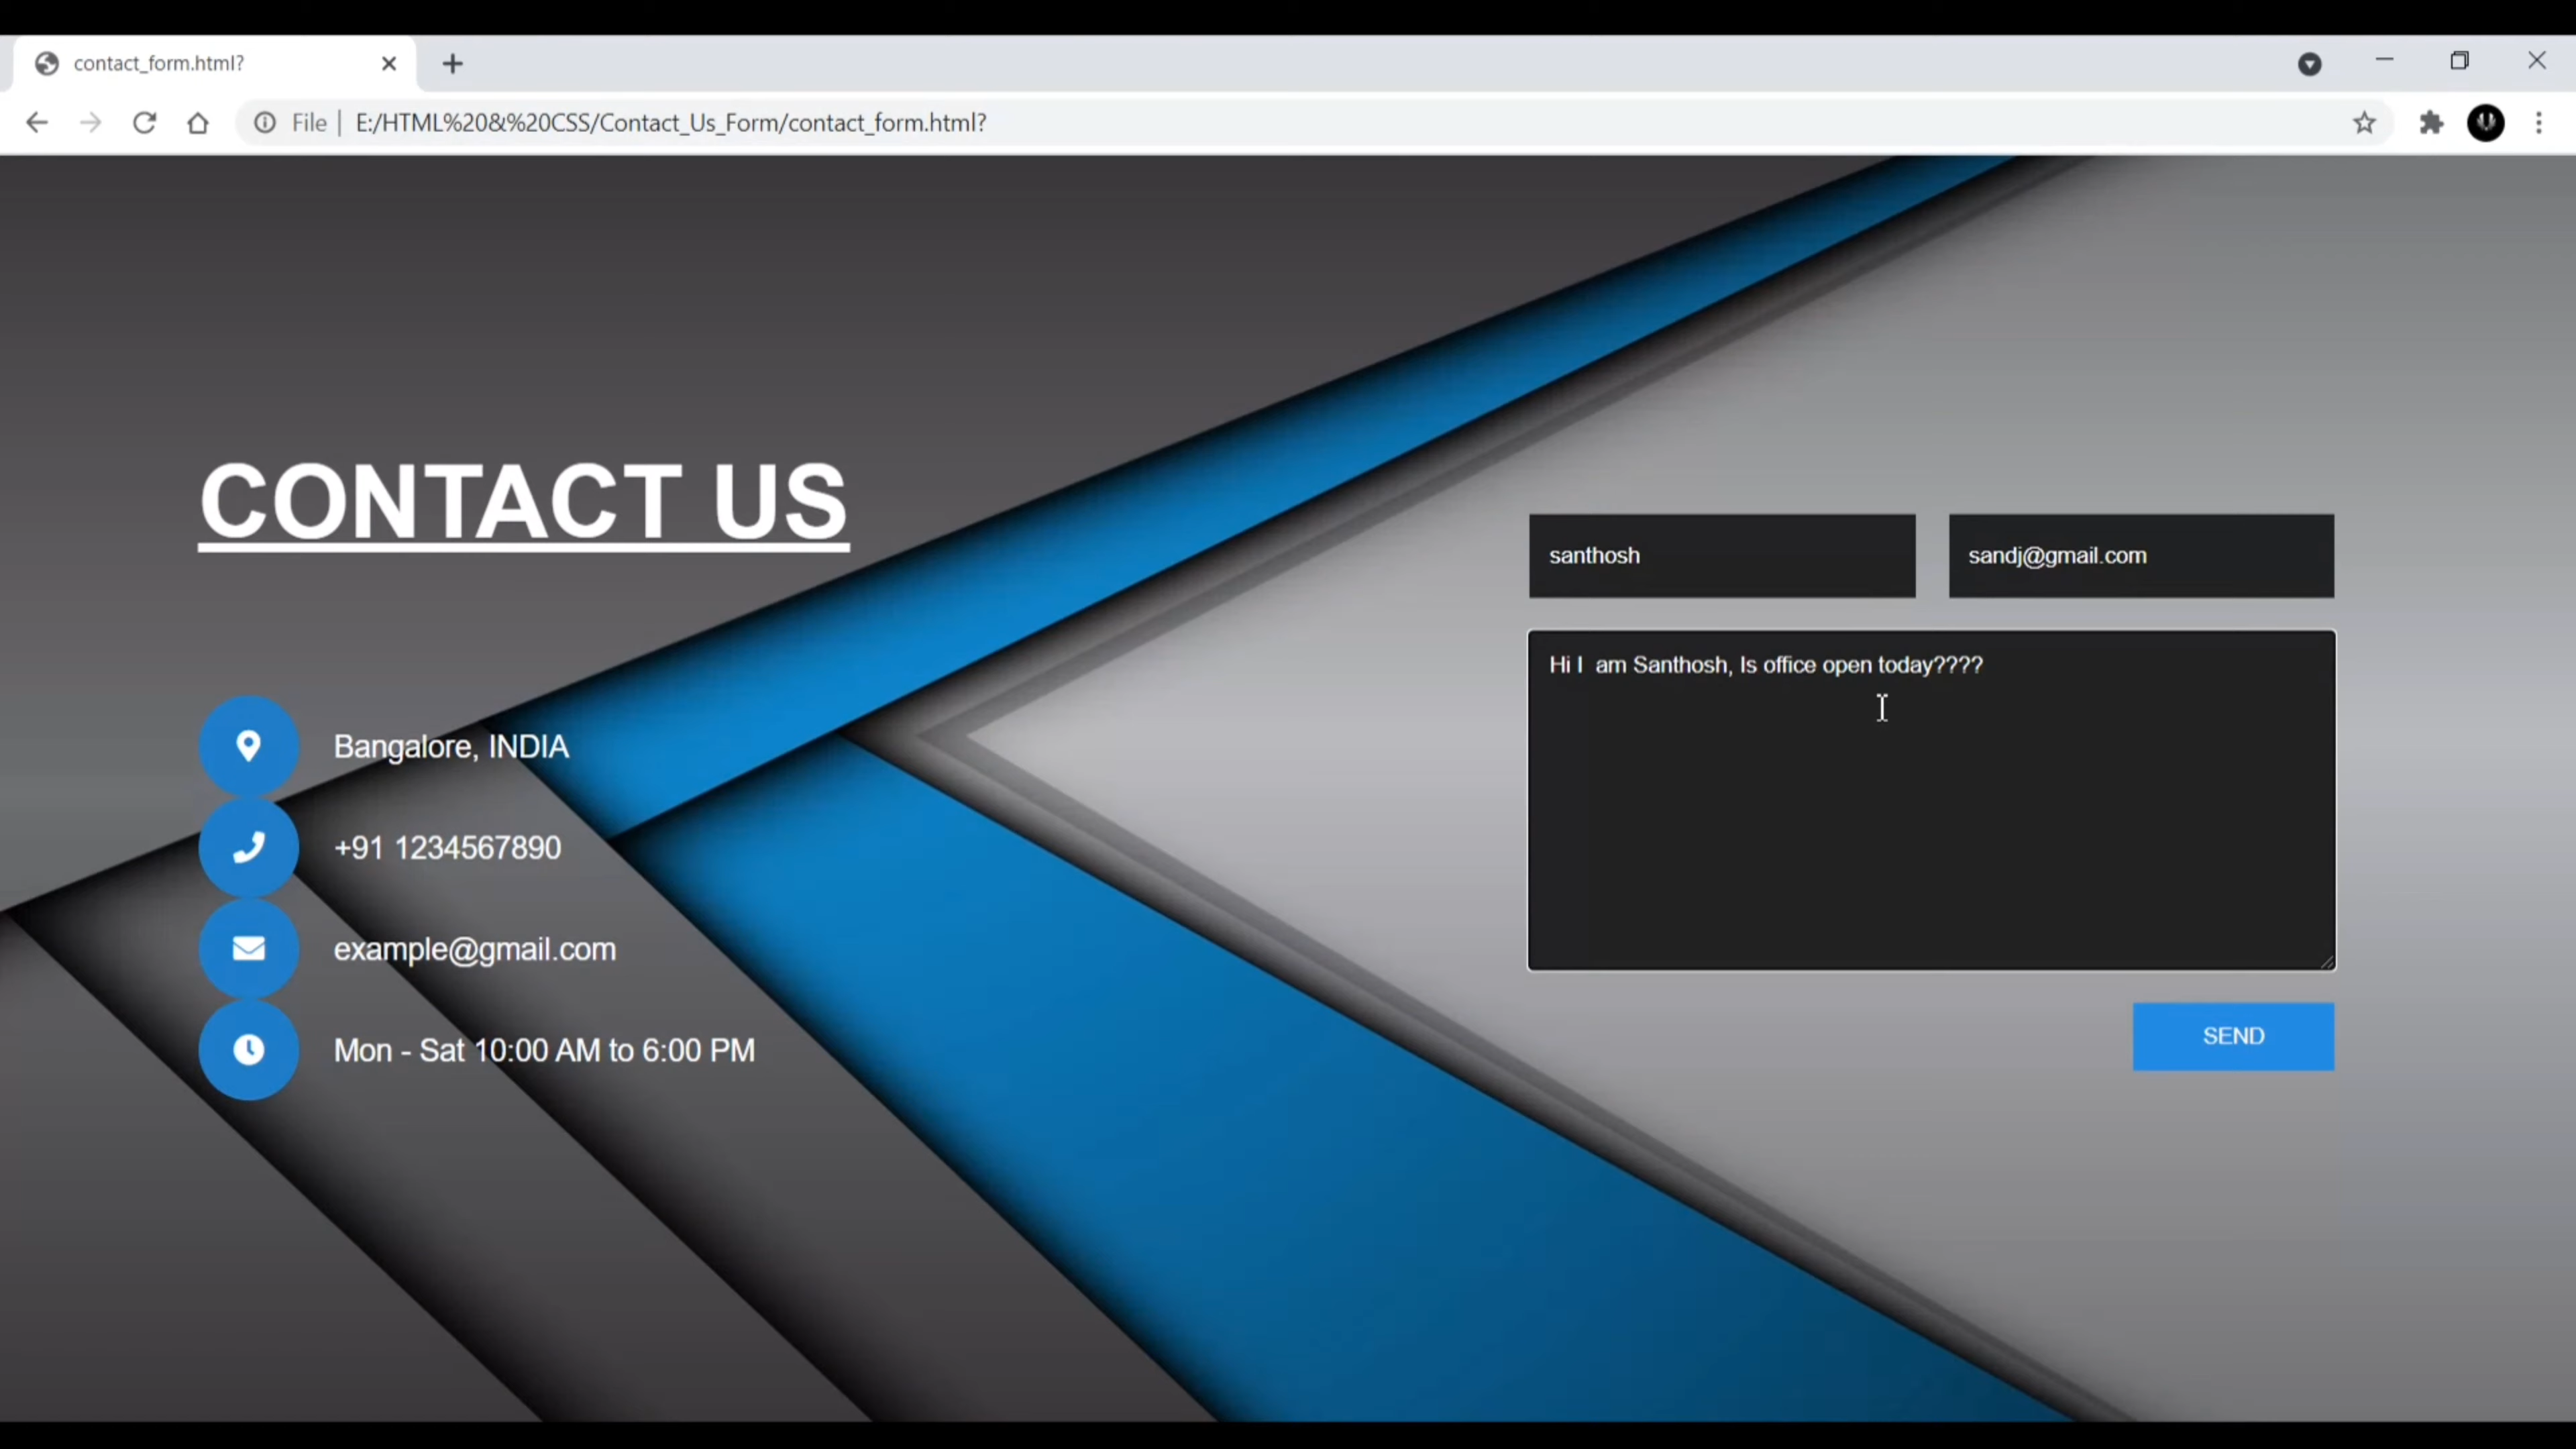 contact_form.html?
File | E:/HTML%20&%20CSS/Contact_Us_Form/contact_form.html?
CONTACT US
Bangalore, INDIA
+91 1234567890
example@gmail.com
Mon - Sat 10:00 AM to 6:00 PM
santhosh
sandj@gmail.com
Hi I  am Santhosh, Is office open today????
SEND